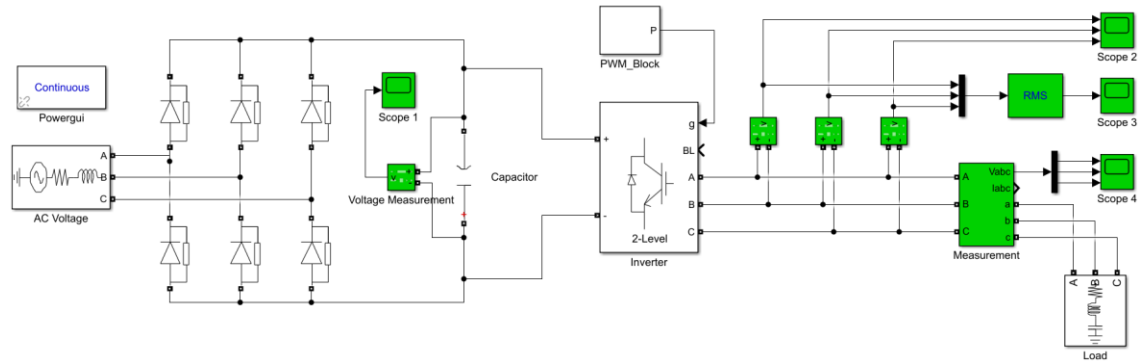 Continuous
Powergui
A
B
C
AC Voltage
Scope 1
Voltage Measurement
Capacitor
P
PWM_Block
g
BL
+
-
A
B
C
2-Level
Inverter
RMS
Scope 2
Scope 3
Scope 4
A
B
C
Vabc
Iabc
a
b
c
Measurement
A
B
C
Load